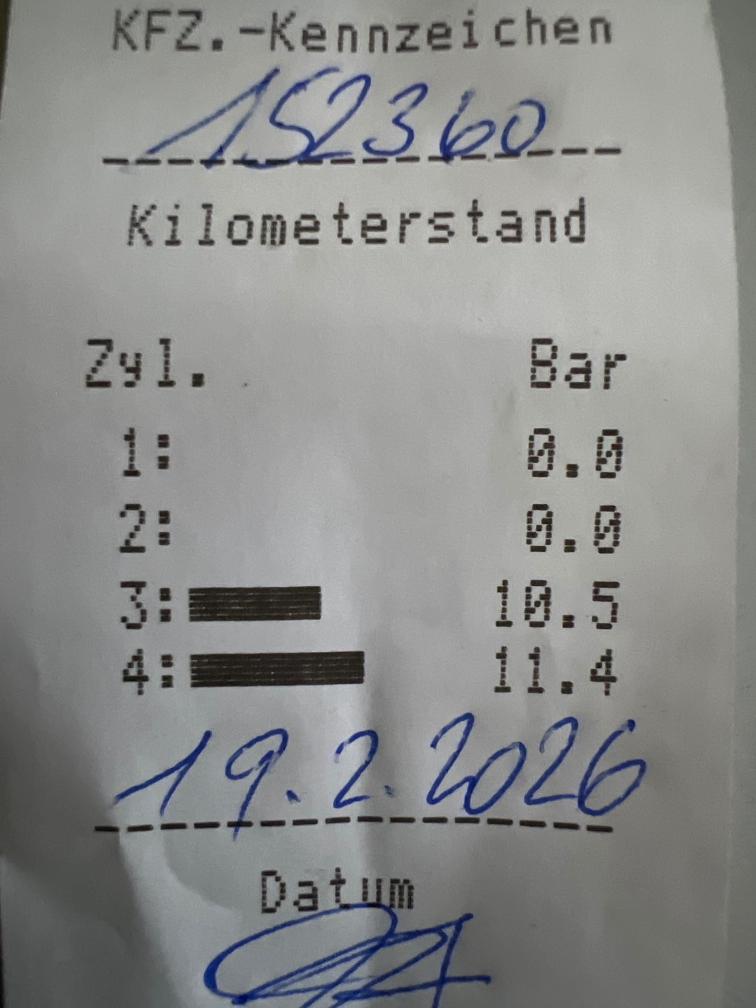 KFZ.-Kennzeichen
152360
Kilometerstand
Zyl. Bar
1: 0.0
2: 0.0
3: 10.5
4: 11.4
19.2.2026
Datum